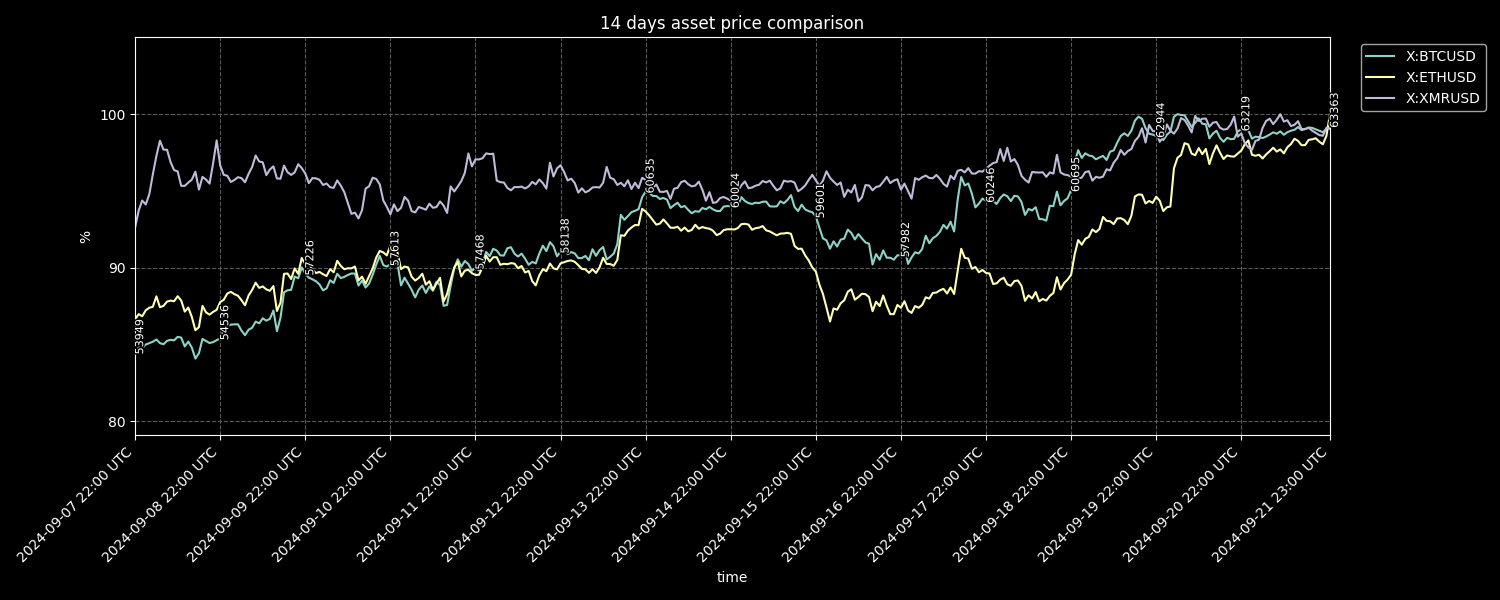 14 days asset price comparison
X:BTCUSD
X:ETHUSD
X:XMRUSD
%
100
90
80
53949
54536
57226
57613
57468
58138
60635
60024
59601
57982
60246
60695
62944
63219
63363
2024-09-07 22:00 UTC
2024-09-08 22:00 UTC
2024-09-09 22:00 UTC
2024-09-10 22:00 UTC
2024-09-11 22:00 UTC
2024-09-12 22:00 UTC
2024-09-13 22:00 UTC
2024-09-14 22:00 UTC
2024-09-15 22:00 UTC
2024-09-16 22:00 UTC
2024-09-17 22:00 UTC
2024-09-18 22:00 UTC
2024-09-19 22:00 UTC
2024-09-20 22:00 UTC
2024-09-21 23:00 UTC
time